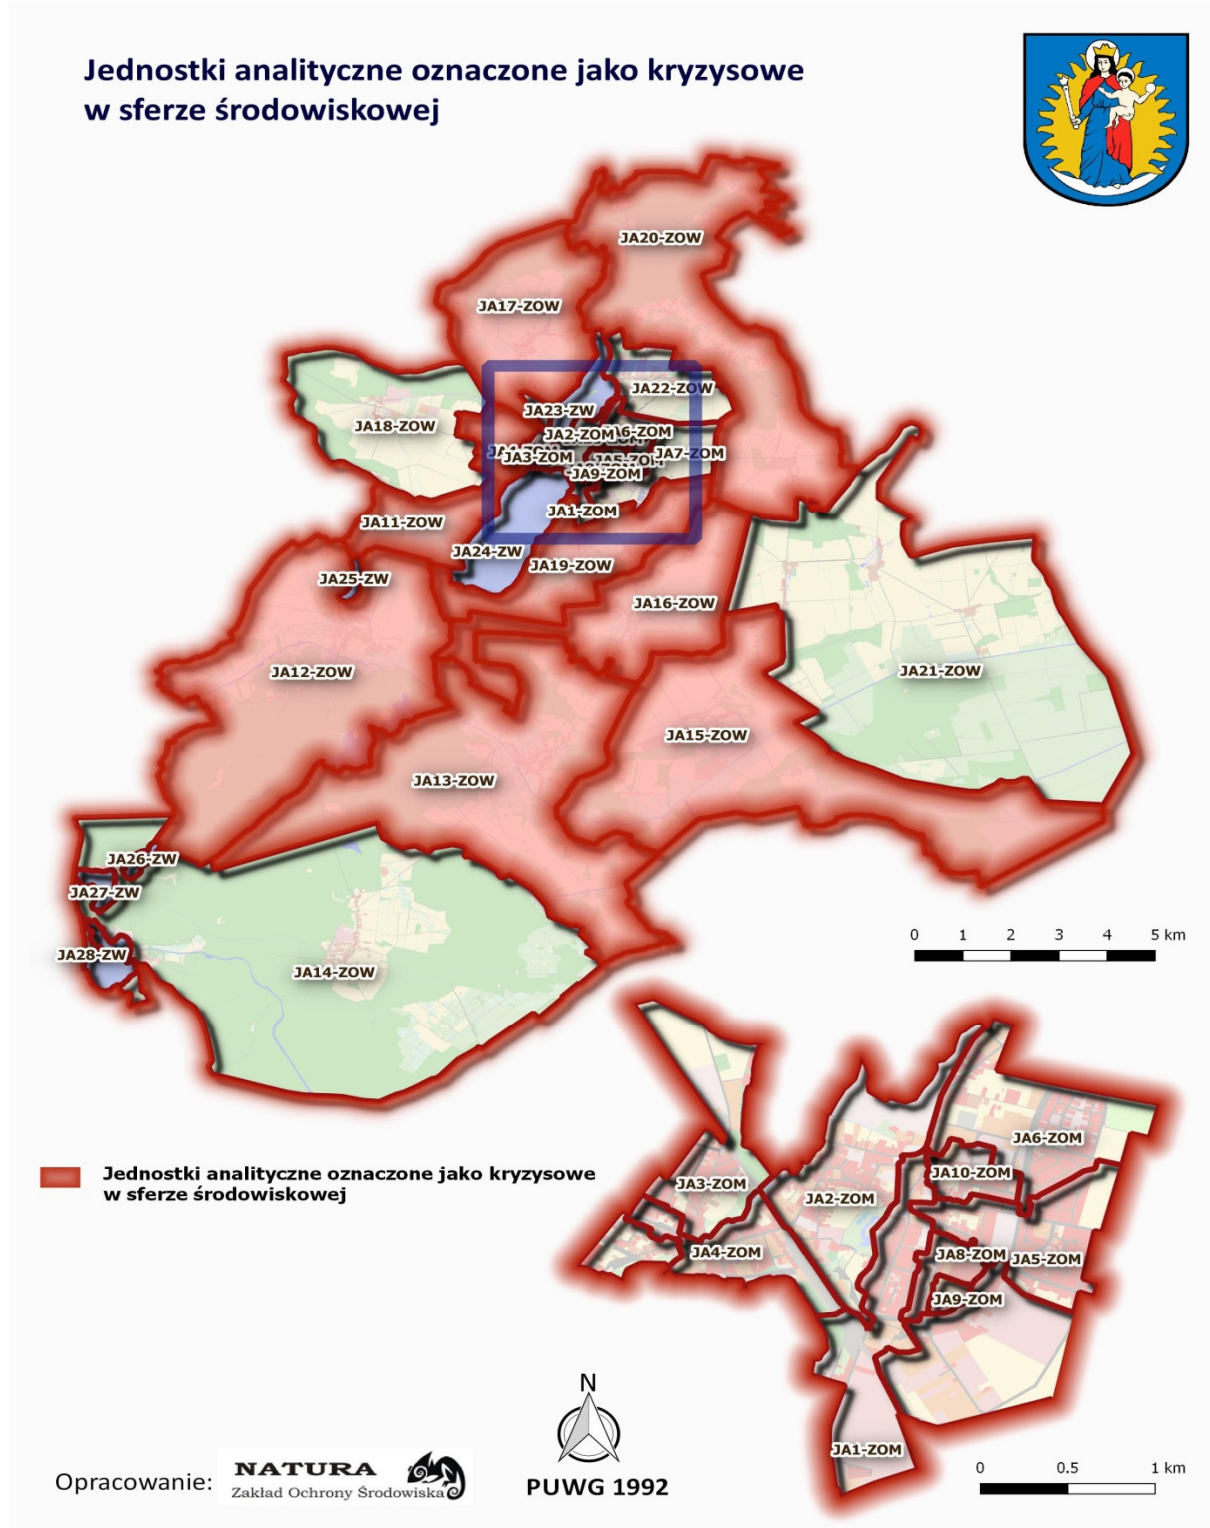 Jednostki analityczne oznaczone jako kryzysowe
w sferze środowiskowej
JA20-ZOW
JA17-ZOW
JA22-ZOW
JA23-ZW
JA18-ZOW
JA2-ZOM
JA6-ZOM
JA7-ZOM
JA3-ZOM
JA5-ZOM
JA9-ZOM
JA1-ZOM
JA11-ZOW
JA24-ZW
JA19-ZOW
JA25-ZW
JA16-ZOW
JA12-ZOW
JA21-ZOW
JA15-ZOW
JA13-ZOW
JA26-ZW
JA27-ZW
JA28-ZW
JA14-ZOW
0 1 2 3 4 5 km
JA6-ZOM
JA10-ZOM
JA3-ZOM
JA2-ZOM
JA4-ZOM
JA8-ZOM
JA5-ZOM
JA9-ZOM
JA1-ZOM
Jednostki analityczne oznaczone jako kryzysowe
w sferze środowiskowej
N
PUWG 1992
0 0.5 1 km
Opracowanie:
NATURA
Zakład Ochrony Środowiska